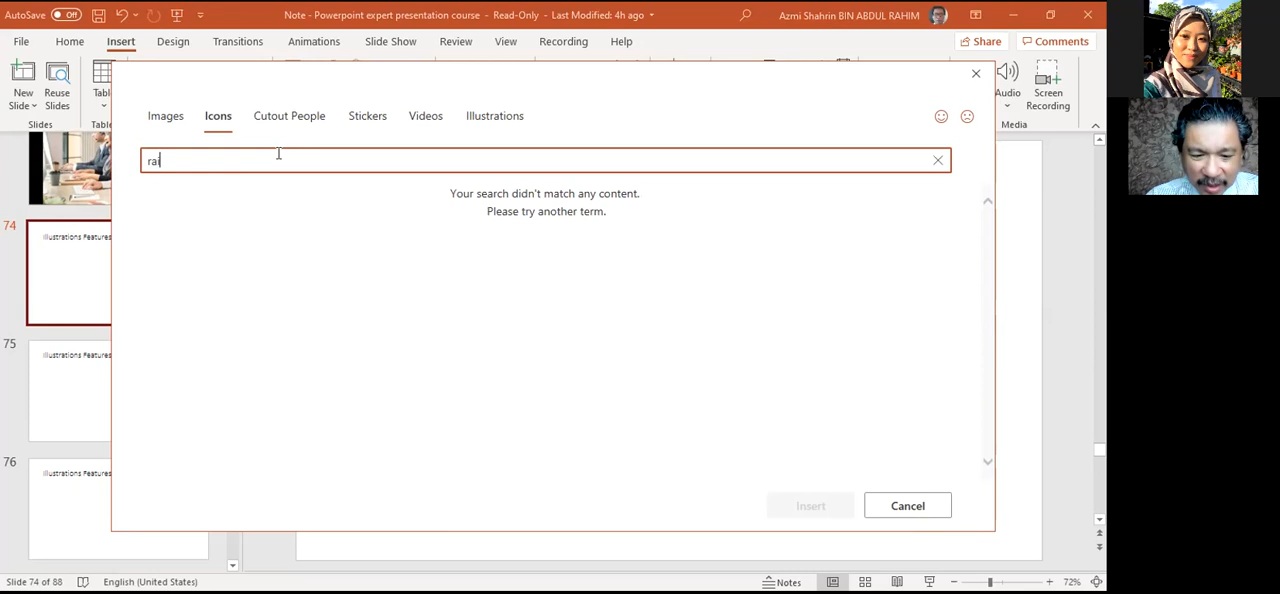 AutoSave Off Note - Powerpoint expert presentation course - Read-Only - Last Modified: 4h ago Azmi Shahrin BIN ABDUL RAHIM
File Home Insert Design Transitions Animations Slide Show Review View Recording Help Share Comments
New Slide
Reuse Slides
Tabl
Audio
Screen Recording
Slides Tabl Media
Images Icons Cutout People Stickers Videos Illustrations
rai
Your search didn't match any content.
Please try another term.
74
Illustrations Features
75
Illustrations Features
76
Illustrations Features
Insert Cancel
Slide 74 of 88 English (United States) Notes 72%